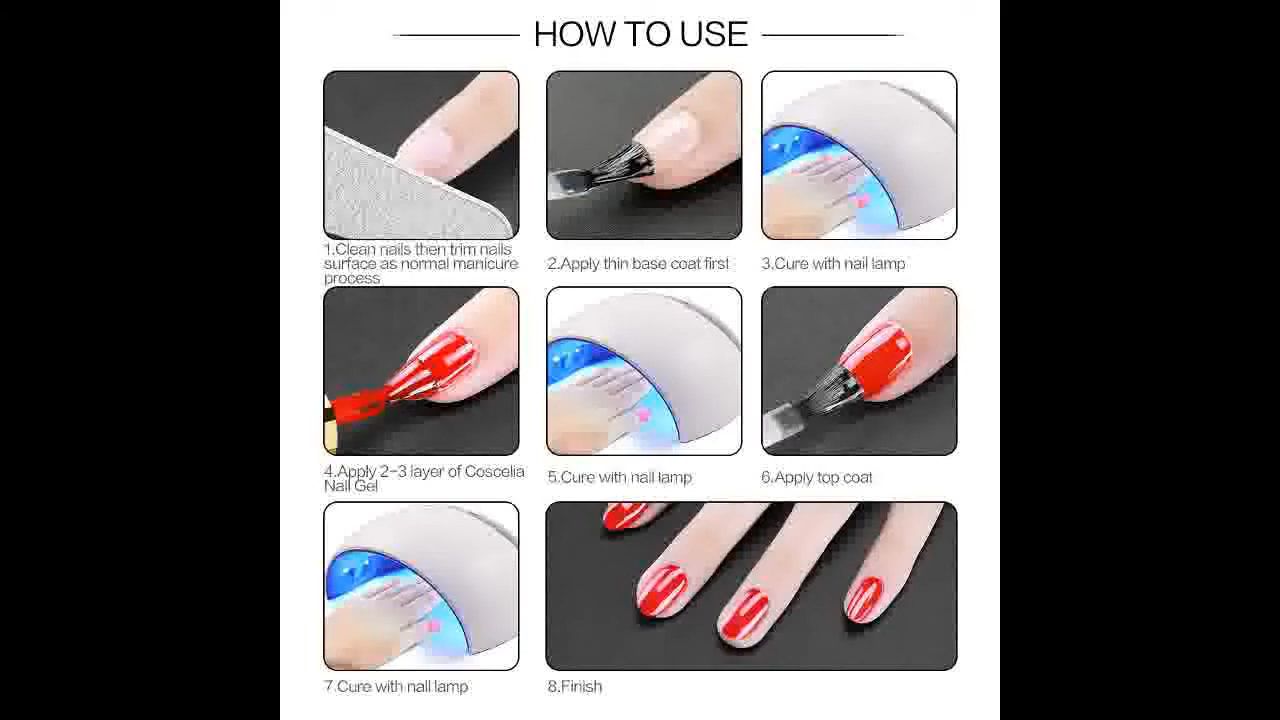 HOW TO USE
1.Clean nails then trim nails
surface as normal manicure
process
2.Apply thin base coat first
3.Cure with nail lamp
4.Apply 2-3 layer of Coscelia
Nail Gel
5.Cure with nail lamp
6.Apply top coat
7.Cure with nail lamp
8.Finish